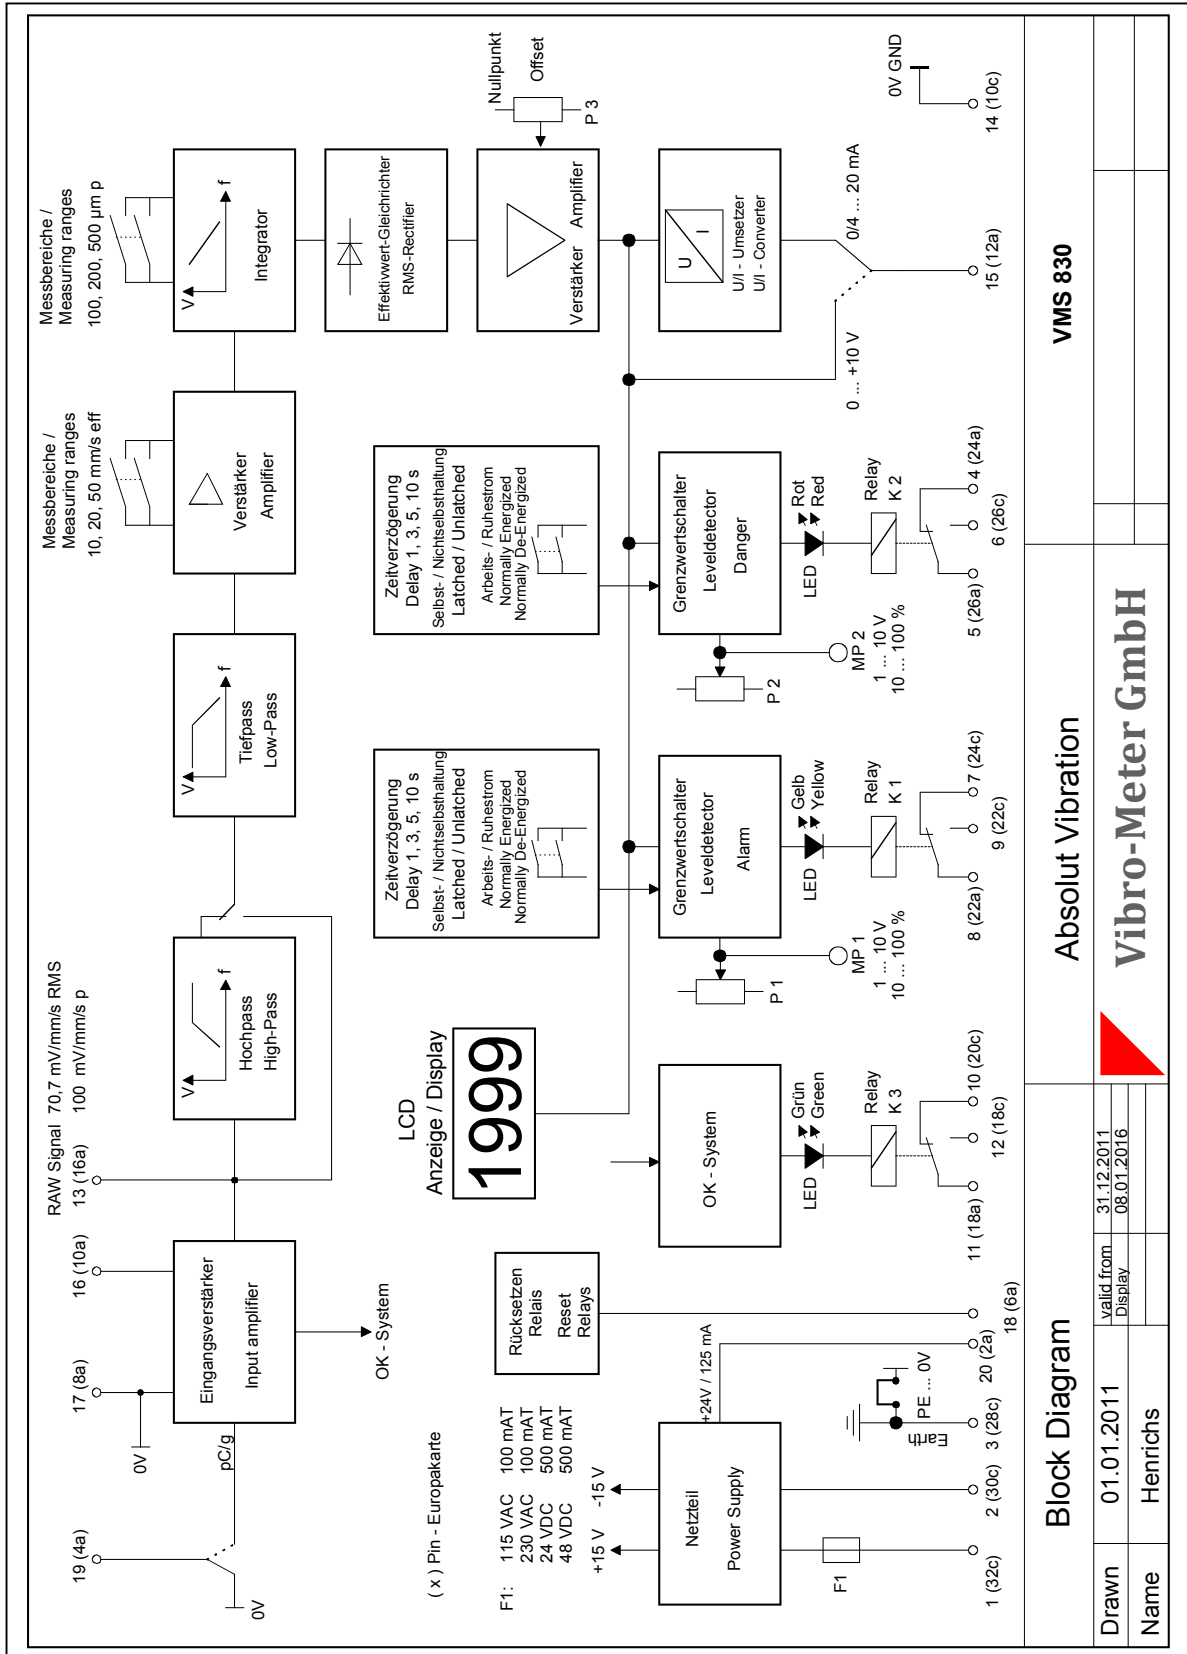 19 (4a)
0V
17 (8a)
16 (10a)
0V
pC/g
Eingangsverstärker
Input amplifier
OK - System
RAW Signal 70,7 mV/mm/s RMS
100 mV/mm/s p
13 (16a)
V
f
Hochpass
High-Pass
V
f
Tiefpass
Low-Pass
Messbereiche /
Measuring ranges
10, 20, 50 mm/s eff
Verstärker
Amplifier
Messbereiche /
Measuring ranges
100, 200, 500 µm p
V
f
Integrator
Effektivwert-Gleichrichter
RMS-Rectifier
Nullpunkt
Offset
P 3
Verstärker Amplifier
( x ) Pin - Europakarte
F1: 115 VAC 100 mAT
230 VAC 100 mAT
24 VDC 500 mAT
48 VDC 500 mAT
Rücksetzen
Relais
Reset
Relays
LCD
Anzeige / Display
1999
Zeitverzögerung
Delay 1, 3, 5, 10 s
Selbst- / Nichtselbsthaltung
Latched / Unlatched
Arbeits- / Ruhestrom
Normally Energized
Normally De-Energized
Zeitverzögung
Delay 1, 3, 5, 10 s
Selbst- / Nichtselbsthaltung
Latched / Unlatched
Arbeits- / Ruhestrom
Normally Energized
Normally De-Energized
+15 V
-15 V
+24V / 125 mA
Netzteil
Power Supply
F1
Earth
PE ... 0V
OK - System
LED
Grün
Green
Relay
K 3
P 1
Grenzwertschalter
Leveldetector
Alarm
MP 1
1 ... 10 V
10 ... 100 %
LED
Gelb
Yellow
Relay
K 1
P 2
Grenzwertschalter
Leveldetector
Danger
MP 2
1 ... 10 V
10 ... 100 %
LED
Rot
Red
Relay
K 2
U
I
U/I - Umsetzer
U/I - Converter
0 ... +10 V
0/4 ... 20 mA
0V GND
1 (32c)
2 (30c)
3 (28c)
20 (2a)
18 (6a)
11 (18a)
12 (18c)
10 (20c)
8 (22a)
9 (22c)
7 (24c)
5 (26a)
6 (26c)
4 (24a)
15 (12a)
14 (10c)
Block Diagram
Absolut Vibration
VMS 830
Drawn
01.01.2011
valid from
31.12.2011
Display
08.01.2016
Name
Henrichs
Vibro-Meter GmbH